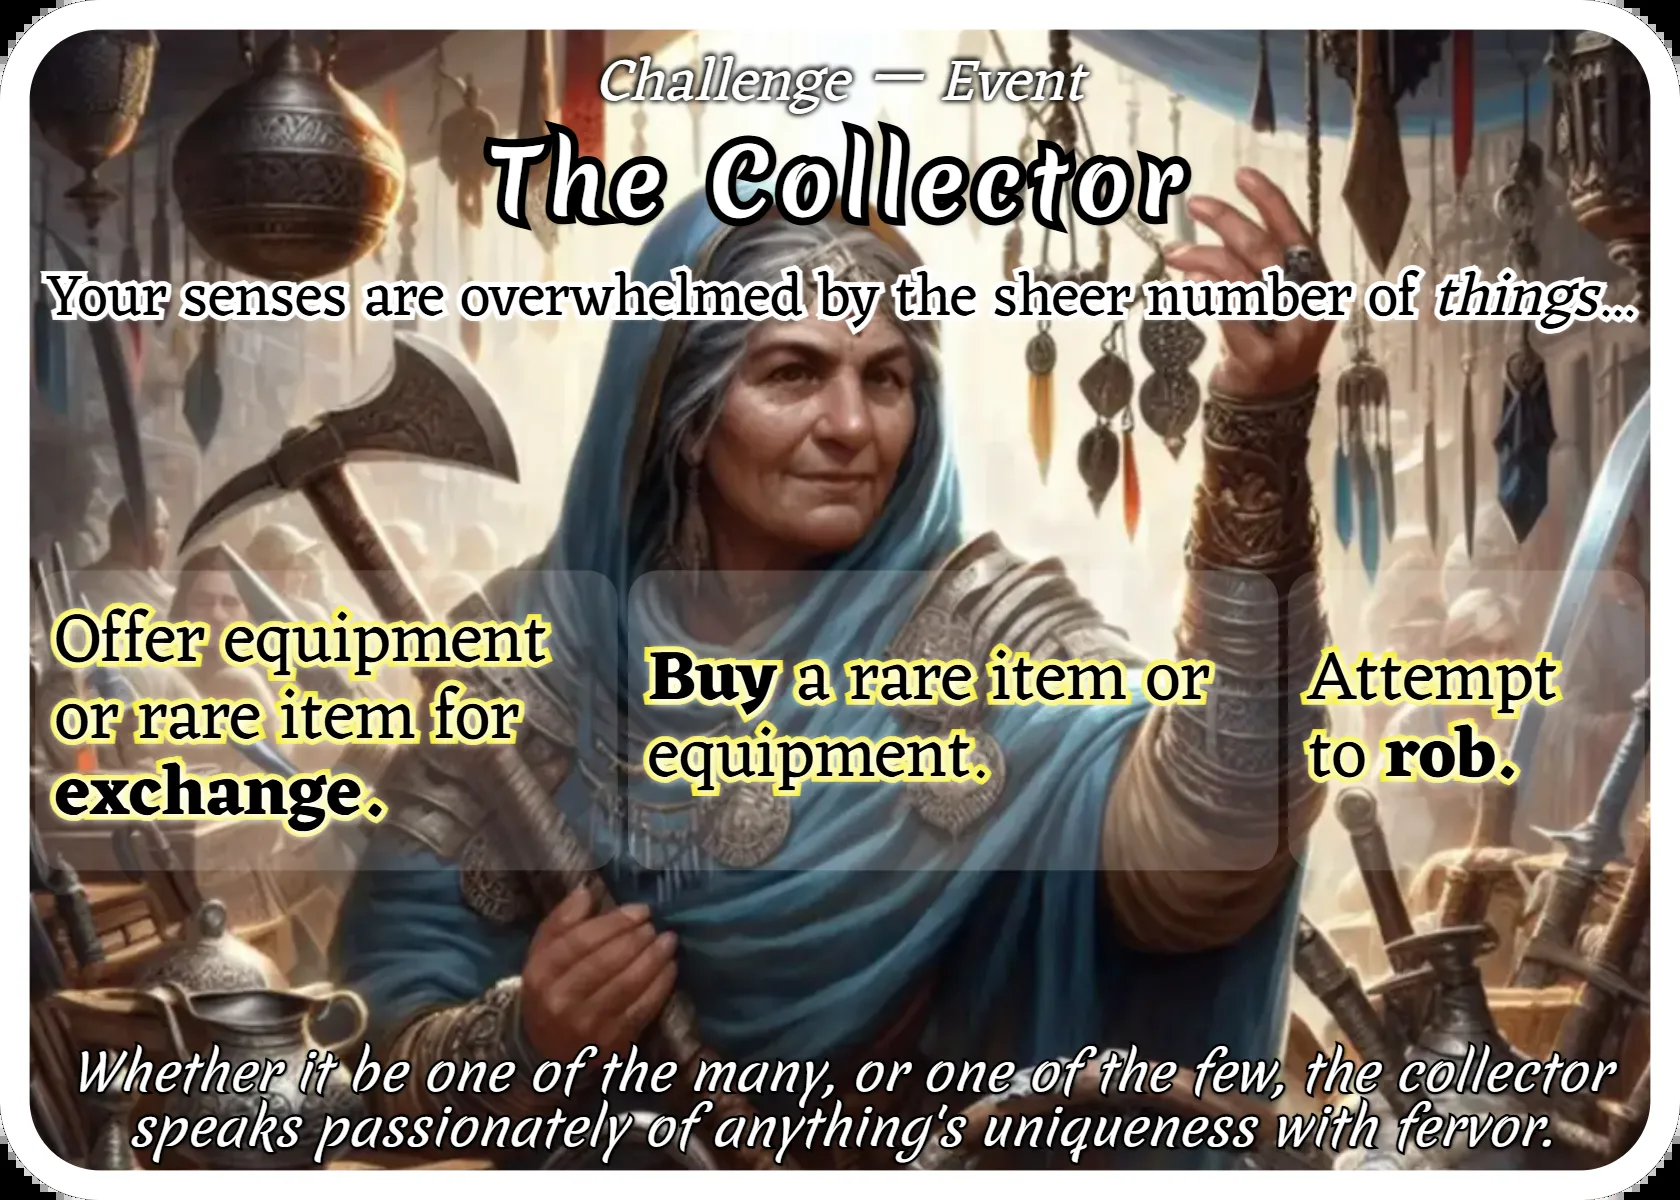 Challenge — Event
The Collector
Your senses are overwhelmed by the sheer number of things...
Offer equipment
or rare item for
exchange.
Buy a rare item or
equipment.
Attempt
to rob.
Whether it be one of the many, or one of the few, the collector
speaks passionately of anything's uniqueness with fervor.